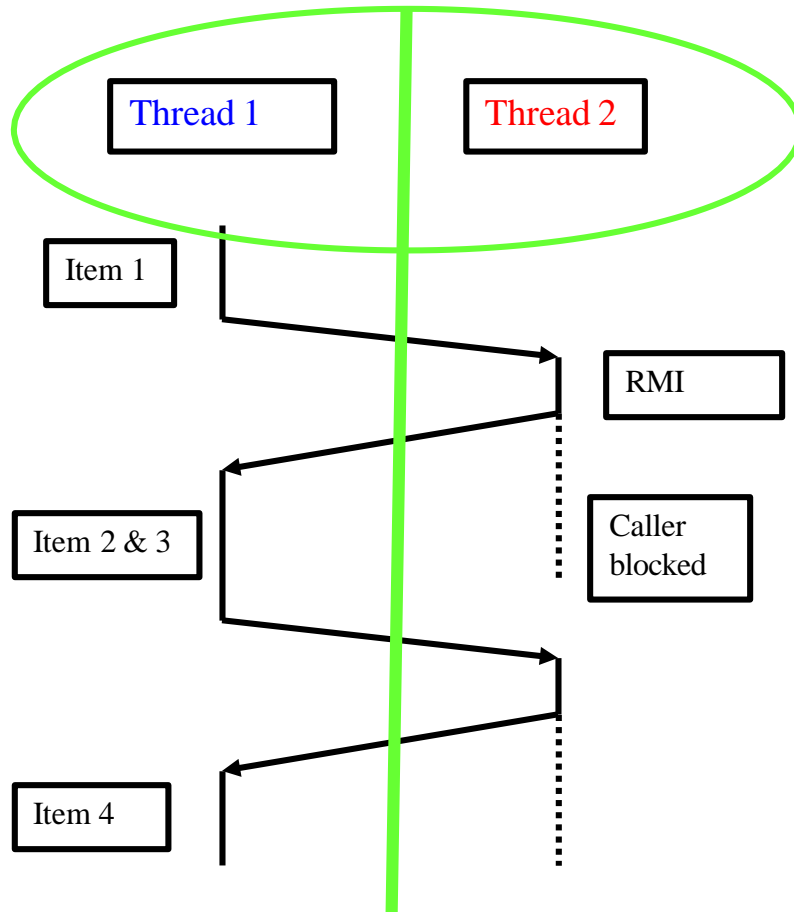 Thread 1
Thread 2
Item 1
RMI
Item 2 & 3
Caller
blocked
Item 4